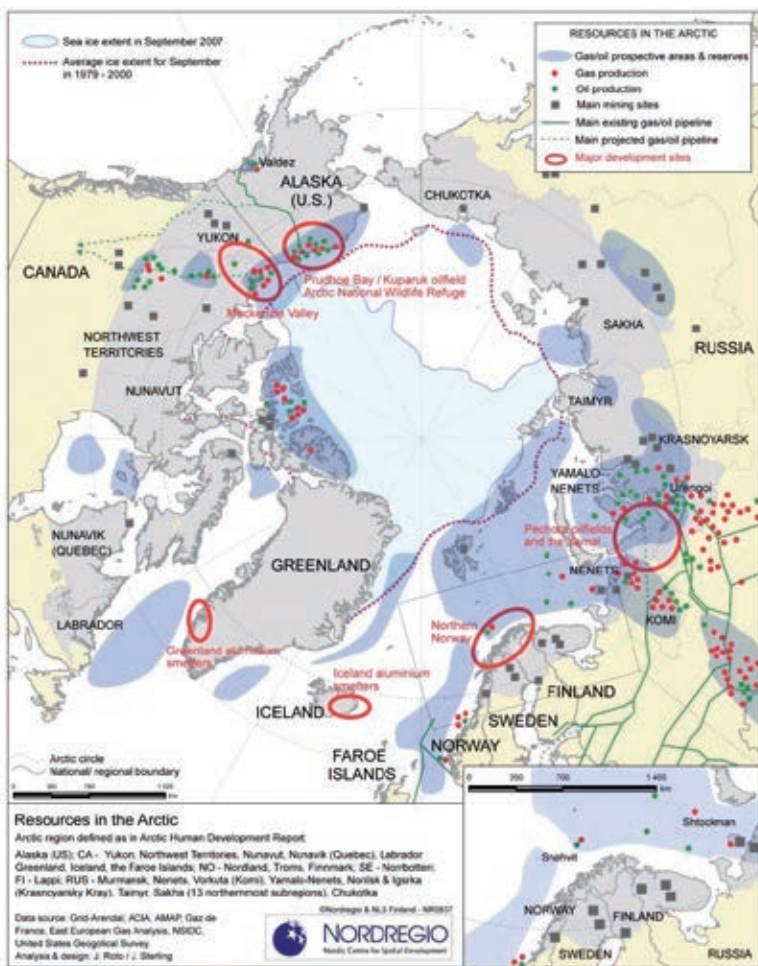 Sea ice extent in September 2007
Average ice extent for September
in 1979 - 2000
RESOURCES IN THE ARCTIC
Gas/oil prospective areas & reserves
Gas production
Oil production
Main mining sites
Main existing gas/oil pipeline
Main projected gas/oil pipeline
Major development sites
Valdez
ALASKA
(U.S.)
CHUKOTKA
YUKON
CANADA
Prudhoe Bay / Kuparuk oilfield
Arctic National Wildlife Refuge
Mackenzie Valley
NORTHWEST
TERRITORIES
SAKHA
RUSSIA
NUNAVUT
TAIMYR
KRASNOYARSK
YAMALO-
NENETS
Urengoi
Pechora oilfields
and the Jamal
NUNAVIK
(QUEBEC)
GREENLAND
NENETS
KOMI
LABRADOR
Northern
Norway
Greenland aluminium
smelters
Iceland aluminium
smelters
FINLAND
ICELAND
SWEDEN
FAROE
ISLANDS
NORWAY
Arctic circle
National/ regional boundary
km
Resources in the Arctic
Arctic region defined as in Arctic Human Development Report:
Alaska (US); CA - Yukon, Northwest Territories, Nunavut, Nunavik (Quebec), Labrador
Greenland, Iceland, the Faroe Islands; NO - Nordland, Troms, Finnmark; SE - Norrbotten;
FI - Lappi; RUS - Murmansk, Nenets, Vorkuta (Komi), Yamalo-Nenets, Norilsk & Igarka
(Krasnoyarsky Kray), Taimyr, Sakha (13 northernmost subregions), Chukotka
©Nordregio & NLS Finland - NR0837
Data source: Grid-Arendal, ACIA, AMAP, Gaz de
France, East European Gas Analysis, NSIDC,
United States Geological Survey
Analysis & design: J. Roto / J. Sterling
NORDREGIO
Nordic Centre for Spatial Development
0 700 1 400
km
Shtockman
Snøhvit
NORWAY
FINLAND
SWEDEN
RUSSIA